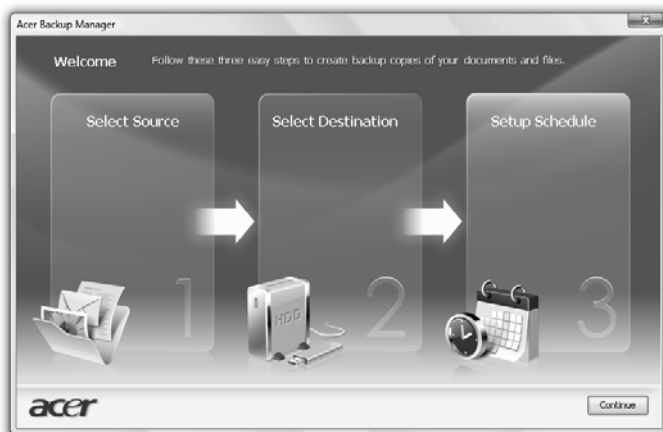 Acer Backup Manager
Welcome
Follow these three easy steps to create backup copies of your documents and files.
Select Source
Select Destination
Setup Schedule
1
HDD
2
3
acer
Continue